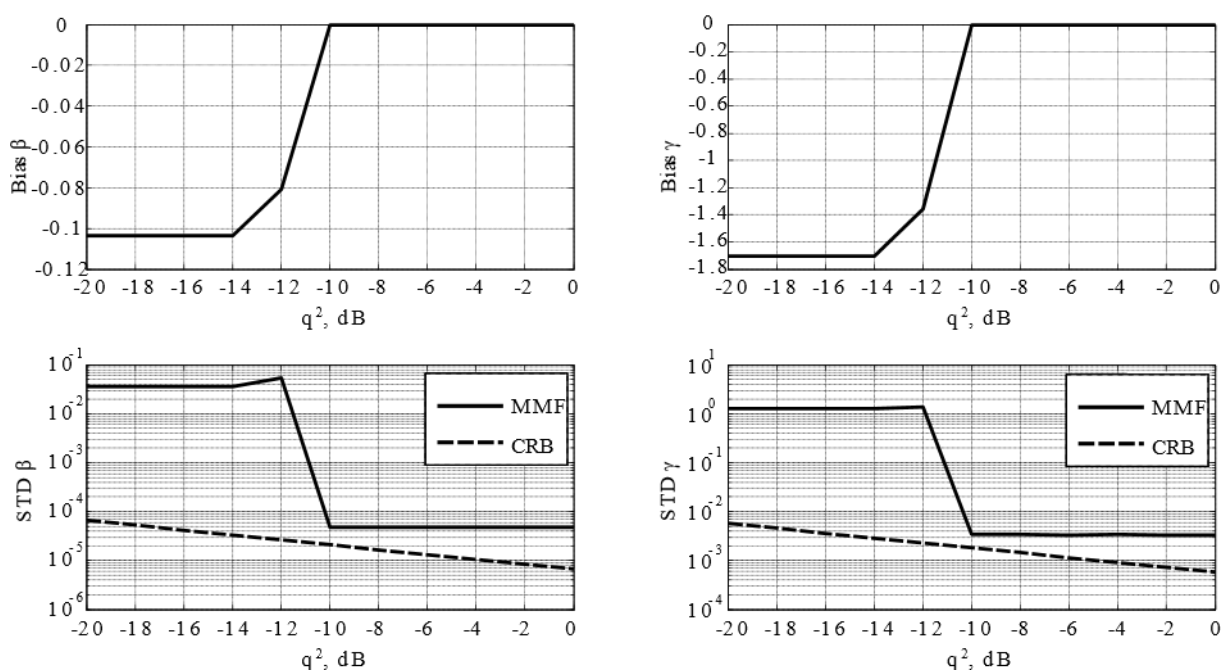 0
-0.02
-0.04
-0.06
-0.08
-0.1
-0.12
Bias β
-20 -18 -16 -14 -12 -10 -8 -6 -4 -2 0
q², dB
0
-0.2
-0.4
-0.6
-0.8
-1
-1.2
-1.4
-1.6
-1.8
Bias γ
-20 -18 -16 -14 -12 -10 -8 -6 -4 -2 0
q², dB
10⁻¹
10⁻²
10⁻³
10⁻⁴
10⁻⁵
10⁻⁶
STD β
MMF
CRB
-20 -18 -16 -14 -12 -10 -8 -6 -4 -2 0
q², dB
10¹
10⁰
10⁻¹
10⁻²
10⁻³
10⁻⁴
STD γ
MMF
CRB
-20 -18 -16 -14 -12 -10 -8 -6 -4 -2 0
q², dB